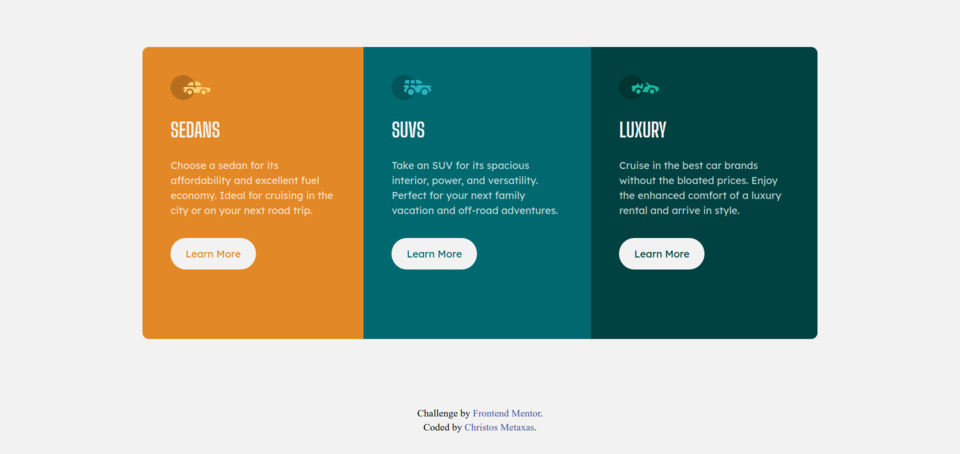 SEDANS
Choose a sedan for its
affordability and excellent fuel
economy. Ideal for cruising in the
city or on your next road trip.
Learn More
SUVS
Take an SUV for its spacious
interior, power, and versatility.
Perfect for your next family
vacation and off-road adventures.
Learn More
LUXURY
Cruise in the best car brands
without the bloated prices. Enjoy
the enhanced comfort of a luxury
rental and arrive in style.
Learn More
Challenge by Frontend Mentor.
Coded by Christos Metaxas.